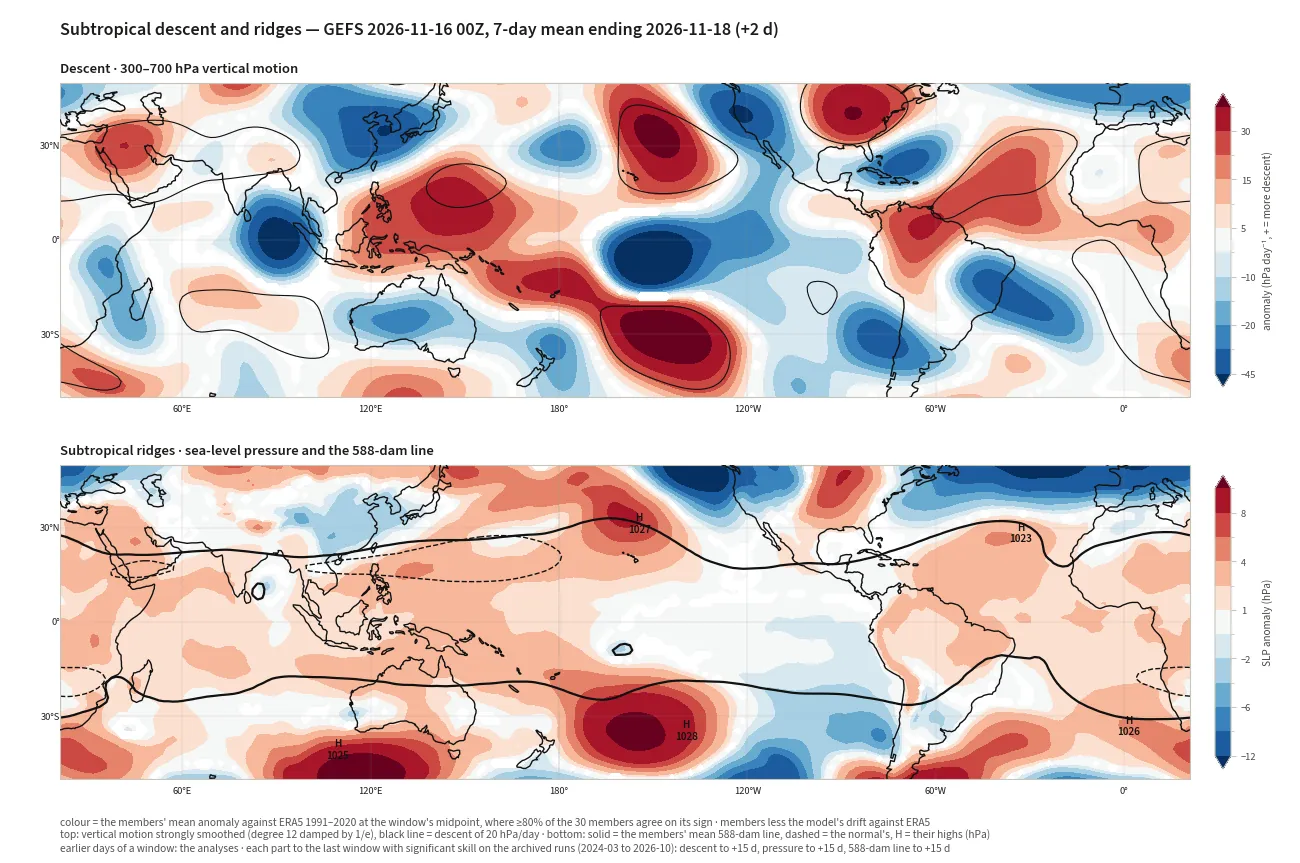 Subtropical descent and ridges — GEFS 2026-11-16 00Z, 7-day mean ending 2026-11-18 (+2 d)
Descent · 300–700 hPa vertical motion
30°N
0°
30°S
60°E
120°E
180°
120°W
60°W
0°
30
15
5
−10
−20
−45
anomaly (hPa day⁻¹, + = more descent)
Subtropical ridges · sea-level pressure and the 588-dam line
30°N
0°
30°S
H
1027
H
1023
H
1025
H
1028
H
1026
60°E
120°E
180°
120°W
60°W
0°
8
4
1
−2
−6
−12
SLP anomaly (hPa)
colour = the members' mean anomaly against ERA5 1991–2020 at the window's midpoint, where ≥80% of the 30 members agree on its sign · members less the model's drift against ERA5
top: vertical motion strongly smoothed (degree 12 damped by 1/e), black line = descent of 20 hPa/day · bottom: solid = the members' mean 588-dam line, dashed = the normal's, H = their highs (hPa)
earlier days of a window: the analyses · each part to the last window with significant skill on the archived runs (2024-03 to 2026-10): descent to +15 d, pressure to +15 d, 588-dam line to +15 d